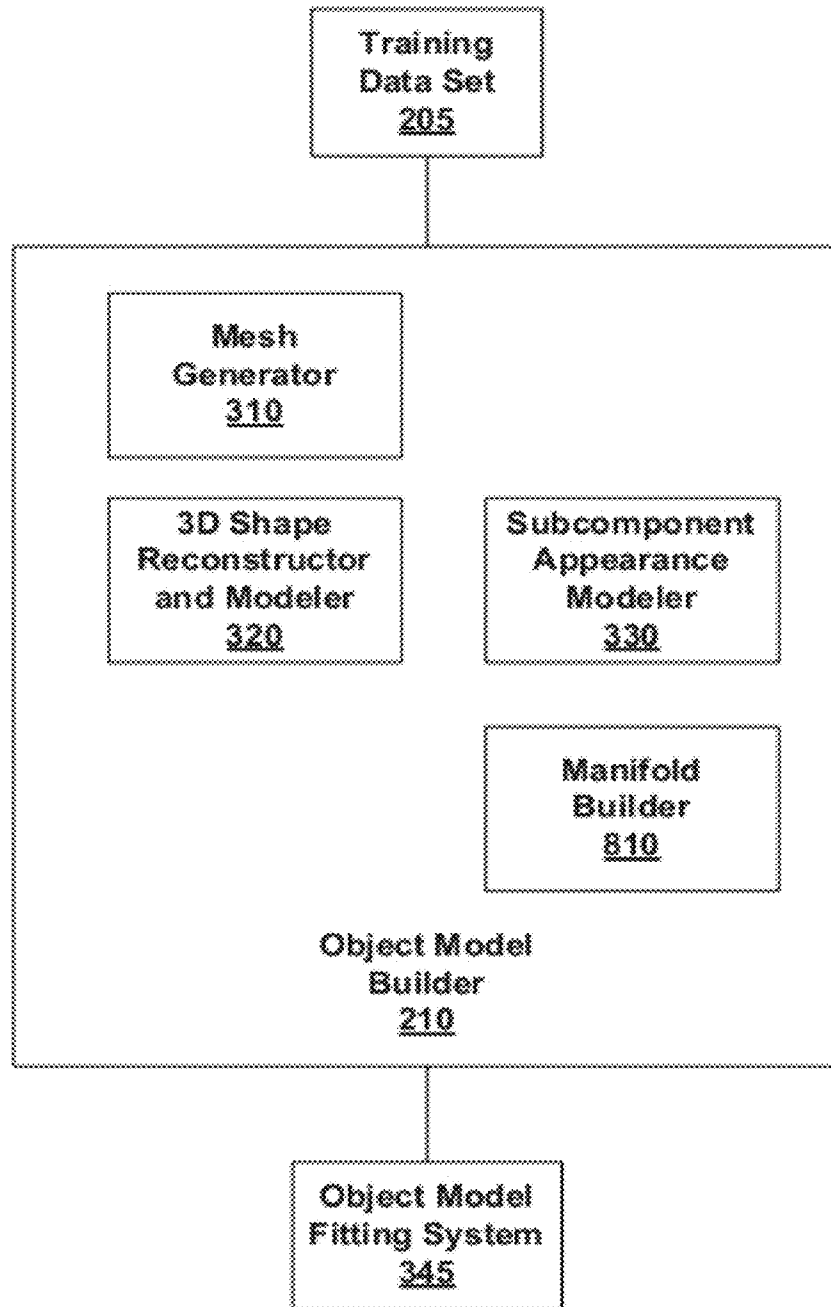 Training
Data Set
205
Mesh
Generator
310
3D Shape
Reconstructor
and Modeler
320
Subcomponent
Appearance
Modeler
330
Manifold
Builder
810
Object Model
Builder
210
Object Model
Fitting System
345